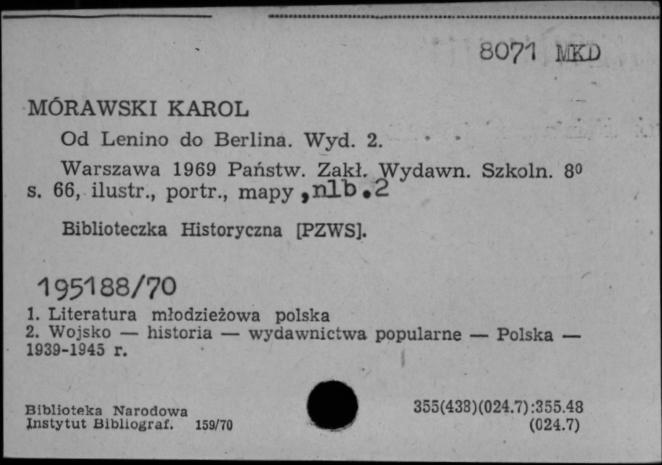 8071 MKD
MÓRAWSKI KAROL
Od Lenino do Berlina. Wyd. 2.
Warszawa 1969 Państw. Zakł. Wydawn. Szkoln. 8⁰
s. 66, ilustr., portr., mapy ,nlb.2
Biblioteczka Historyczna [PZWS].
195188/70
1. Literatura młodzieżowa polska
2. Wojsko — historia — wydawnictwa popularne — Polska —
1939-1945 r.
Biblioteka Narodowa
Instytut Bibliograf. 159/70
355(438)(024.7):355.48
(024.7)